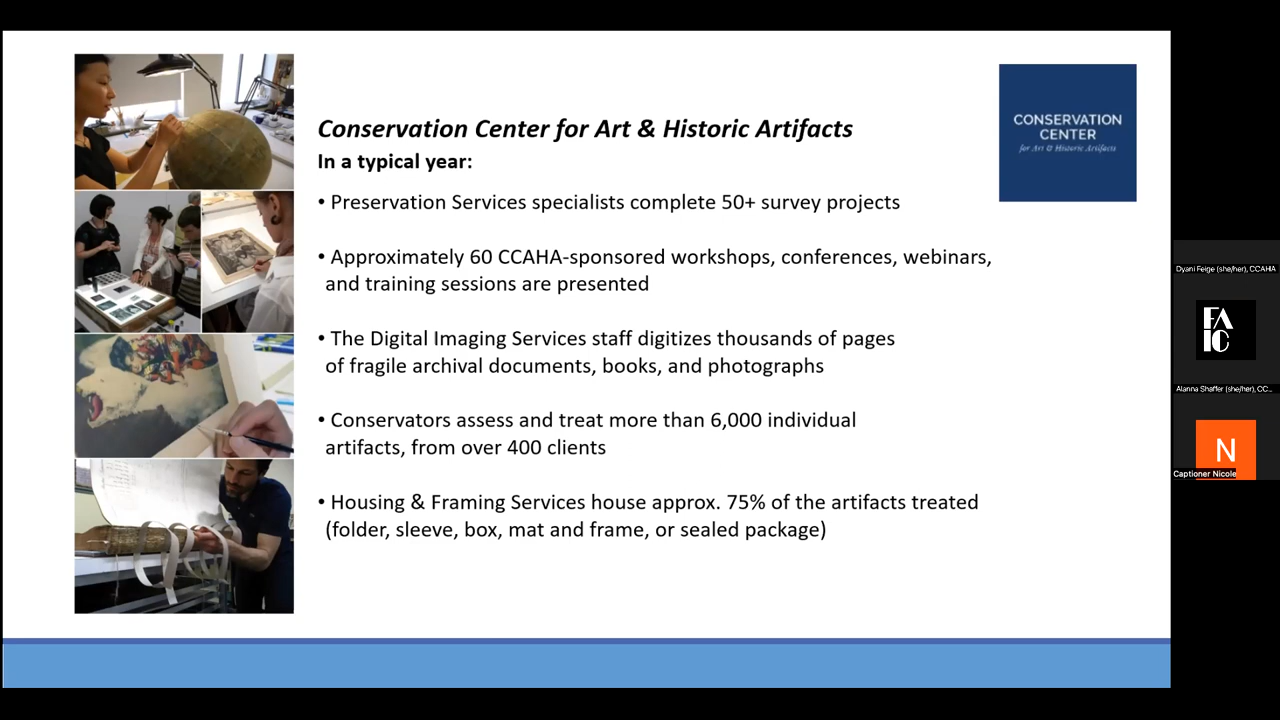 Conservation Center for Art & Historic Artifacts
In a typical year:
• Preservation Services specialists complete 50+ survey projects
• Approximately 60 CCAHA-sponsored workshops, conferences, webinars,
and training sessions are presented
• The Digital Imaging Services staff digitizes thousands of pages
of fragile archival documents, books, and photographs
• Conservators assess and treat more than 6,000 individual
artifacts, from over 400 clients
• Housing & Framing Services house approx. 75% of the artifacts treated
(folder, sleeve, box, mat and frame, or sealed package)
CONSERVATION
CENTER
for Art & Historic Artifacts
Dyani Feige (she/her), CCAHA
FA
IC
Alanna Shaffer (she/her), CC...
N
Captioner Nicole